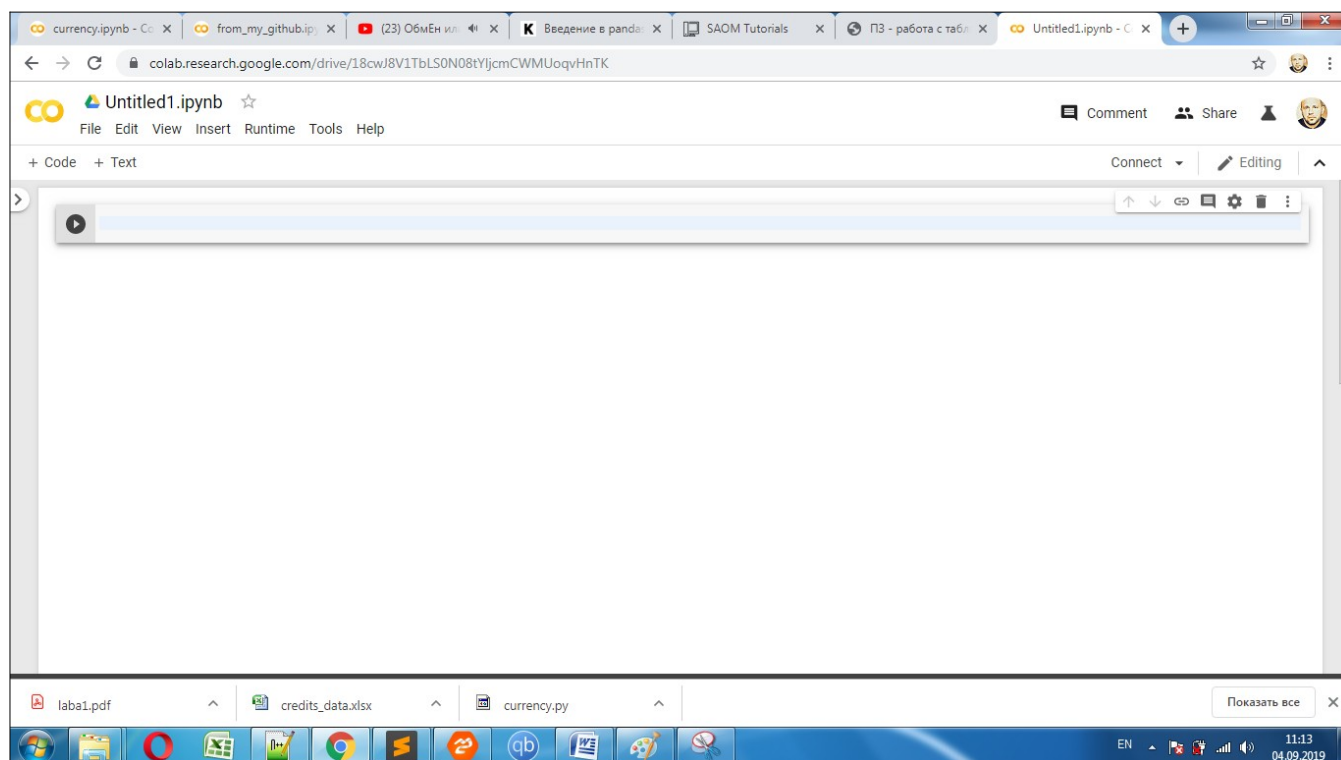 currency.ipynb - Co
from_my_github.ip
(23) ОбмЕн ил
Введение в panda
SAOM Tutorials
ПЗ - работа с табл
Untitled1.ipynb - C
colab.research.google.com/drive/18cwJ8V1TbLS0N08tYIjcmCWMUoqvHnTK
Untitled1.ipynb
Comment Share
File Edit View Insert Runtime Tools Help
+ Code + Text Connect Editing
laba1.pdf credits_data.xlsx currency.py Показать все
EN 11:13
04.09.2019